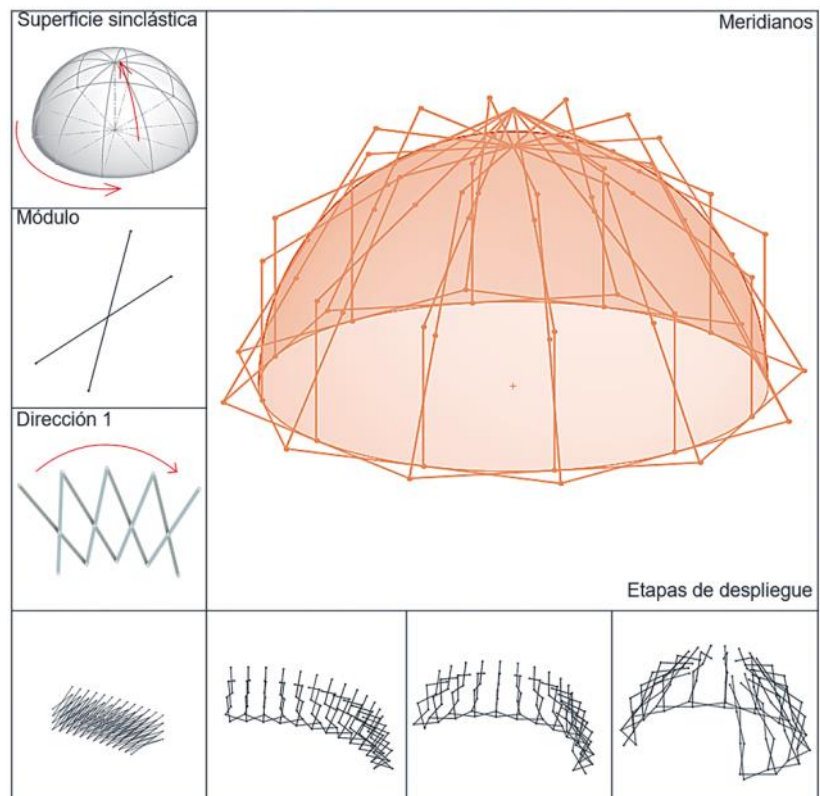 Superficie sinclástica
Meridianos
Módulo
Dirección 1
Etapas de despliegue